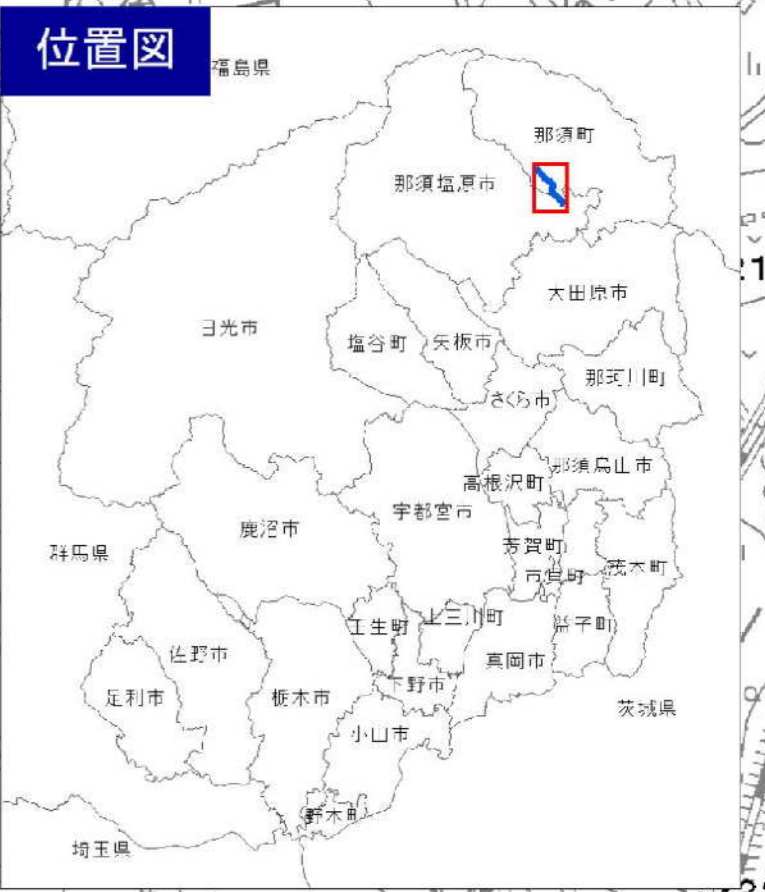 位置図
福島県
那須町
那須塩原市
大田原市
日光市
塩谷町
矢板市
那珂川町
さくら市
那須烏山市
高根沢町
宇都宮市
鹿沼市
芳賀町
群馬県
市貝町
茂木町
壬生町
上三川町
益子町
佐野市
真岡市
下野市
足利市
栃木市
茨城県
小山市
野木町
埼玉県